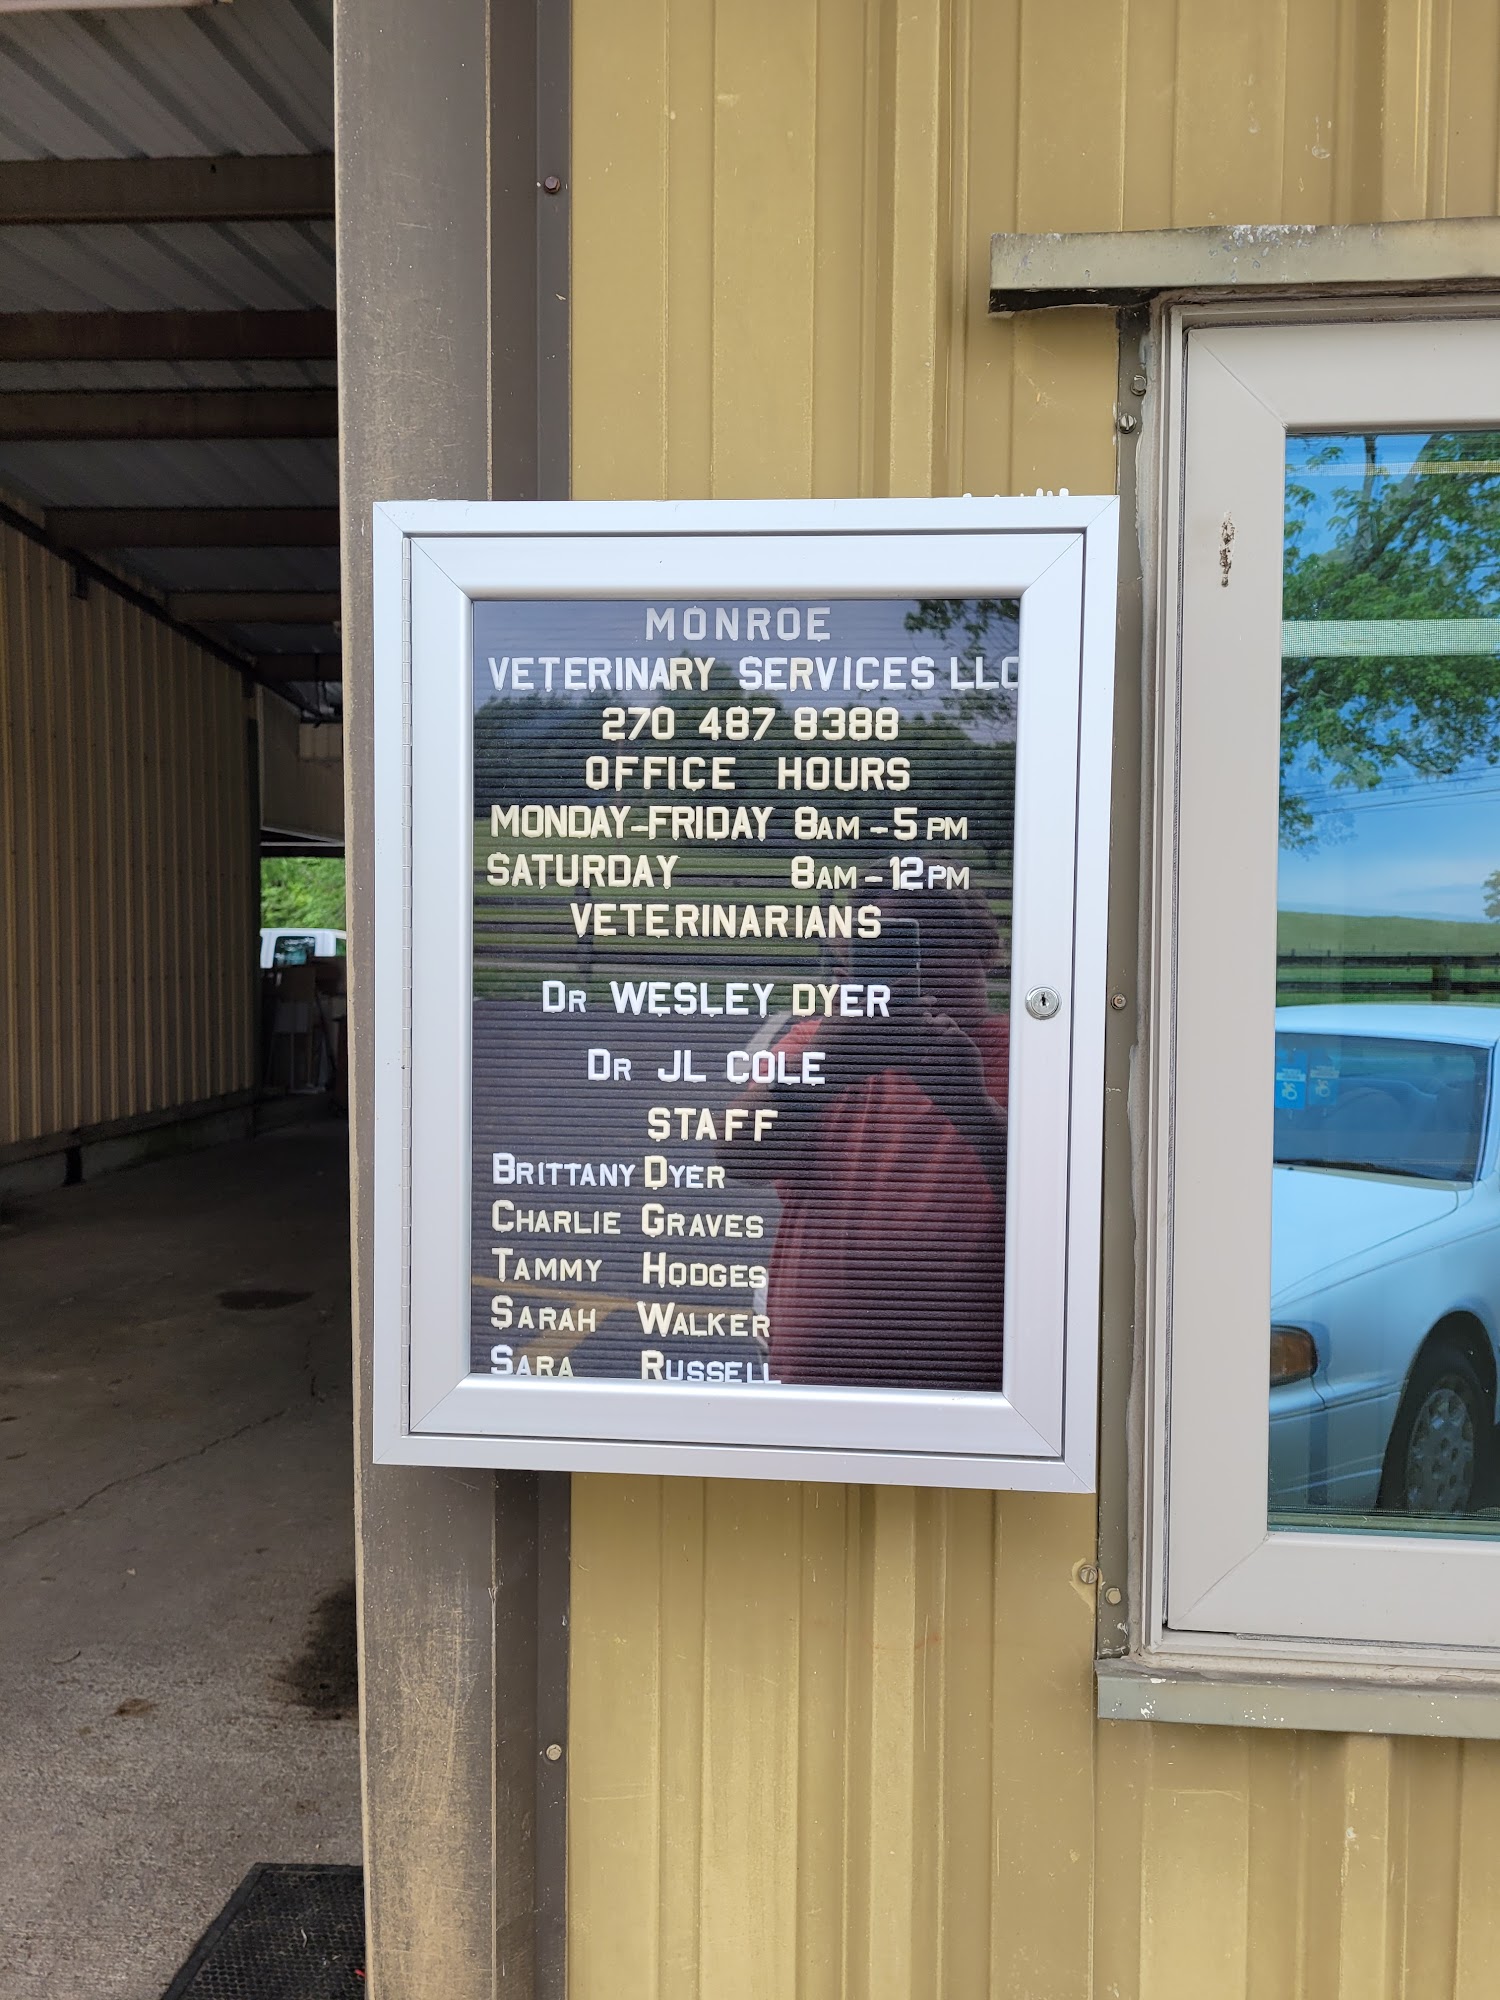 MONROE
VETERINARY SERVICES LLC
270 487 8388
OFFICE HOURS
MONDAY-FRIDAY 8AM-5 PM
SATURDAY 8AM-12PM
VETERINARIANS
DR WESLEY DYER
DR JL COLE
STAFF
BRITTANY DYER
CHARLIE GRAVES
TAMMY HODGES
SARAH WALKER
SARA RUSSELL